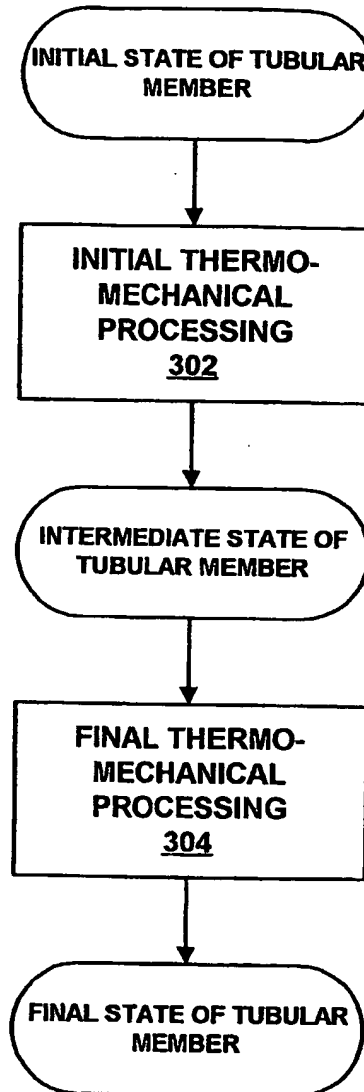 INITIAL STATE OF TUBULAR
MEMBER
INITIAL THERMO-
MECHANICAL
PROCESSING
302
INTERMEDIATE STATE OF
TUBULAR MEMBER
FINAL THERMO-
MECHANICAL
PROCESSING
304
FINAL STATE OF TUBULAR
MEMBER